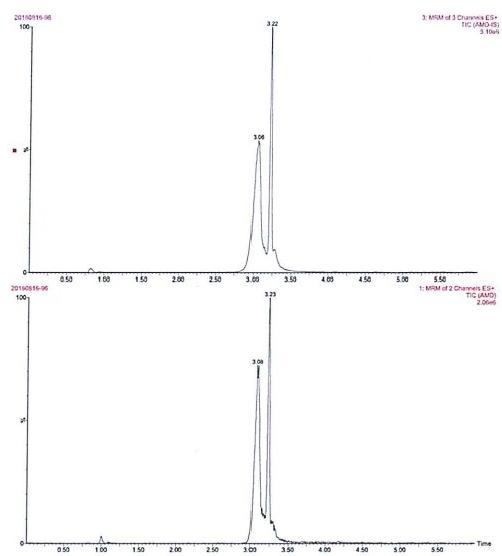 20180816-96
3: MRM of 3 Channels ES+
TIC (AMD-IS)
3.10e6
100
3.22
3.06
%
0
0.50 1.00 1.50 2.00 2.50 3.00 3.50 4.00 4.50 5.00 5.50
20180816-96
1: MRM of 2 Channels ES+
TIC (AMD)
2.06e6
100
3.23
3.08
%
0
0.50 1.00 1.50 2.00 2.50 3.00 3.50 4.00 4.50 5.00 5.50
Time